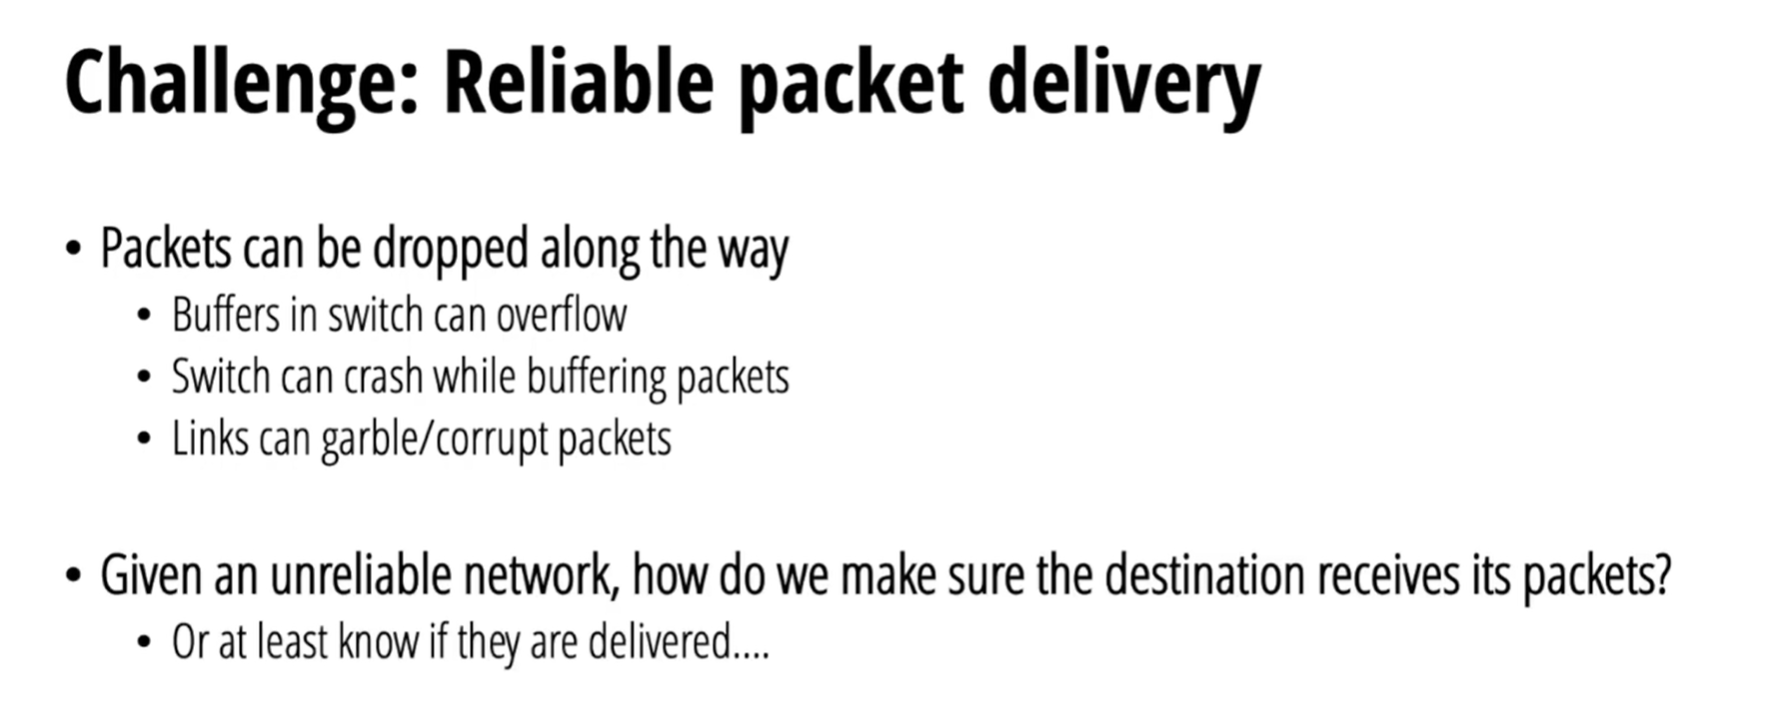 Challenge: Reliable packet delivery
• Packets can be dropped along the way
• Buffers in switch can overflow
• Switch can crash while buffering packets
• Links can garble/corrupt packets
• Given an unreliable network, how do we make sure the destination receives its packets?
• Or at least know if they are delivered....